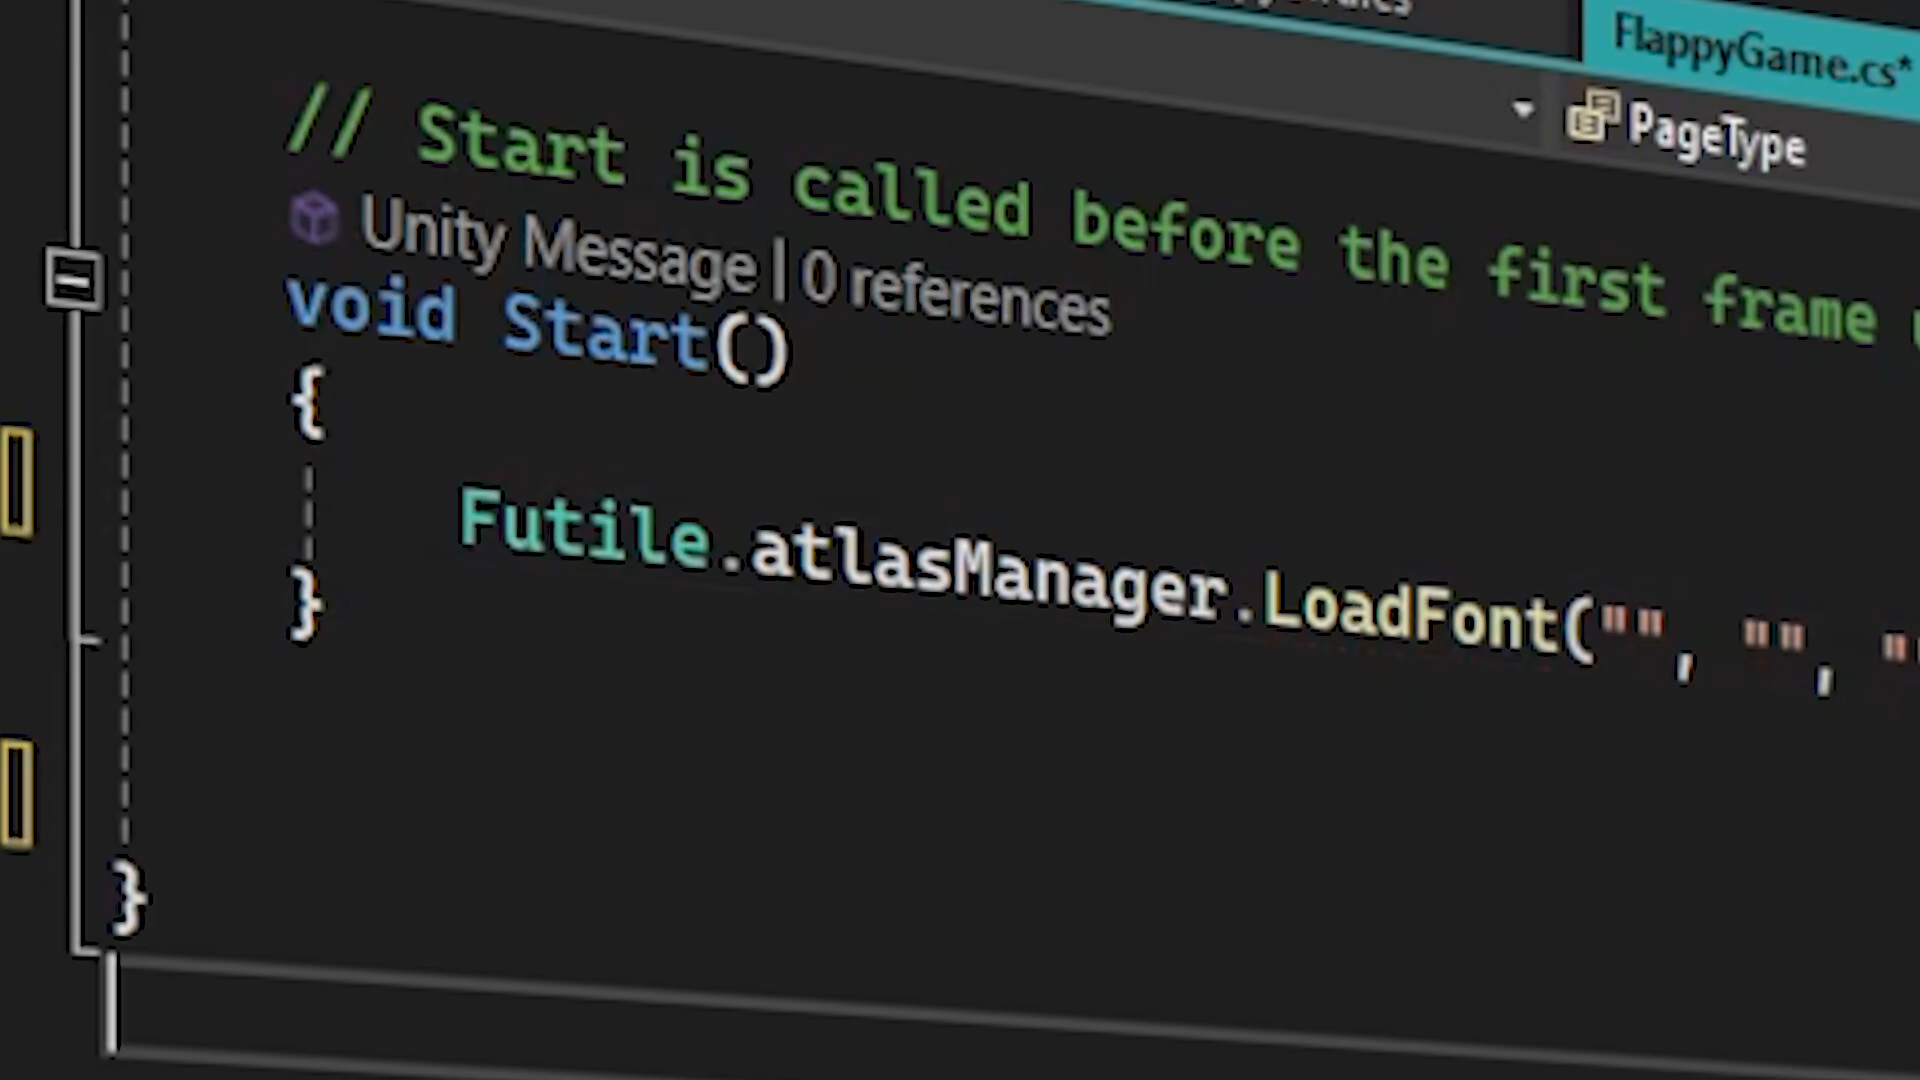 FlappyGame.cs*
PageType
// Start is called before the first frame
Unity Message | 0 references
void Start()
{
Futile.atlasManager.LoadFont("", "", "
}
}